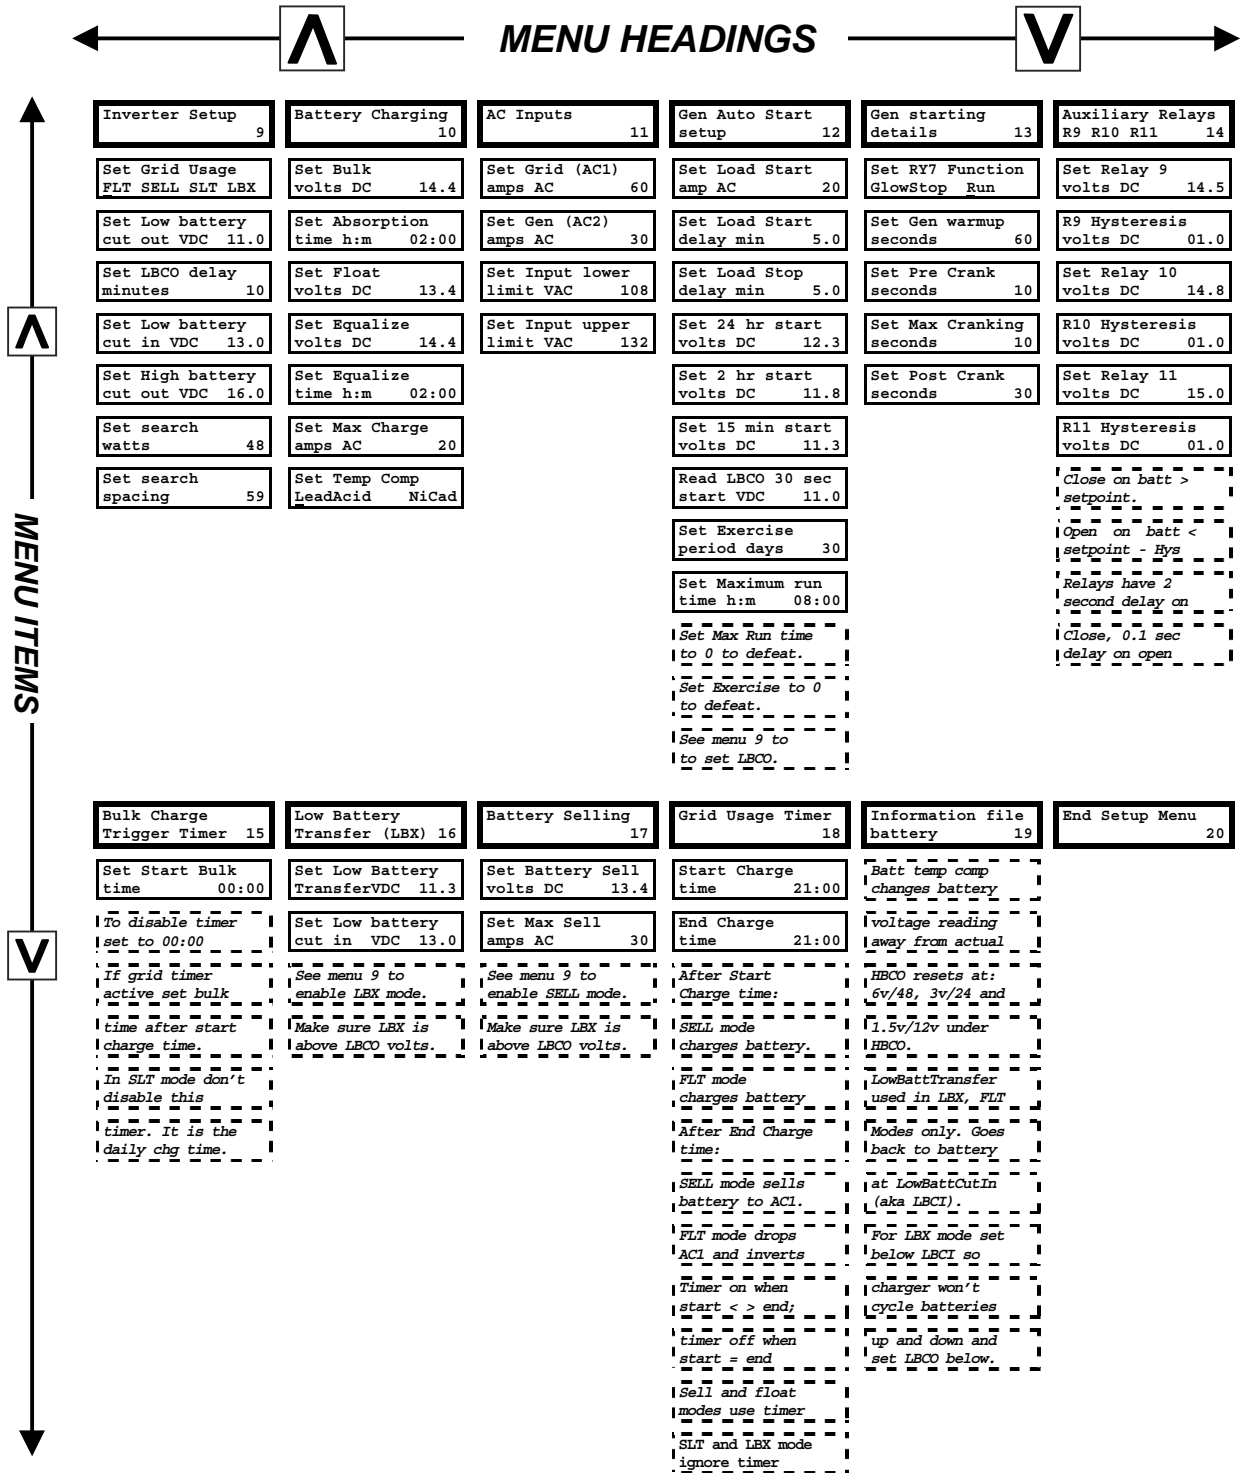 MENU HEADINGS
MENU ITEMS
Inverter Setup
9
Set Grid Usage
FLT SELL SLT LBX
Set Low battery
cut out VDC 11.0
Set LBCO delay
minutes 10
Set Low battery
cut in VDC 13.0
Set High battery
cut out VDC 16.0
Set search
watts 48
Set search
spacing 59
Battery Charging
10
Set Bulk
volts DC 14.4
Set Absorption
time h:m 02:00
Set Float
volts DC 13.4
Set Equalize
volts DC 14.4
Set Equalize
time h:m 02:00
Set Max Charge
amps AC 20
Set Temp Comp
LeadAcid NiCad
AC Inputs
11
Set Grid (AC1)
amps AC 60
Set Gen (AC2)
amps AC 30
Set Input lower
limit VAC 108
Set Input upper
limit VAC 132
Gen Auto Start
setup 12
Set Load Start
amp AC 20
Set Load Start
delay min 5.0
Set Load Stop
delay min 5.0
Set 24 hr start
volts DC 12.3
Set 2 hr start
volts DC 11.8
Set 15 min start
volts DC 11.3
Read LBCO 30 sec
start VDC 11.0
Set Exercise
period days 30
Set Maximum run
time h:m 08:00
Set Max Run time
to 0 to defeat.
Set Exercise to 0
to defeat.
See menu 9 to
to set LBCO.
Gen starting
details 13
Set RY7 Function
GlowStop Run
Set Gen warmup
seconds 60
Set Pre Crank
seconds 10
Set Max Cranking
seconds 10
Set Post Crank
seconds 30
Auxiliary Relays
R9 R10 R11 14
Set Relay 9
volts DC 14.5
R9 Hysteresis
volts DC 01.0
Set Relay 10
volts DC 14.8
R10 Hysteresis
volts DC 01.0
Set Relay 11
volts DC 15.0
R11 Hysteresis
volts DC 01.0
Close on batt >
setpoint.
Open on batt <
setpoint - Hys
Relays have 2
second delay on
Close, 0.1 sec
delay on open
Bulk Charge
Trigger Timer 15
Set Start Bulk
time 00:00
To disable timer
set to 00:00
If grid timer
active set bulk
time after start
charge time.
In SLT mode don't
disable this
timer. It is the
daily chg time.
Low Battery
Transfer (LBX) 16
Set Low Battery
TransferVDC 11.3
Set Low battery
cut in VDC 13.0
See menu 9 to
enable LBX mode.
Make sure LBX is
above LBCO volts.
Battery Selling
17
Set Battery Sell
volts DC 13.4
Set Max Sell
amps AC 30
See menu 9 to
enable SELL mode.
Make sure LBX is
above LBCO volts.
Grid Usage Timer
18
Start Charge
time 21:00
End Charge
time 21:00
After Start
Charge time:
SELL mode
charges battery.
FLT mode
charges battery
After End Charge
time:
SELL mode sells
battery to AC1.
FLT mode drops
AC1 and inverts
Timer on when
start < > end;
timer off when
start = end
Sell and float
modes use timer
SLT and LBX mode
ignore timer
Information file
battery 19
Batt temp comp
changes battery
voltage reading
away from actual
HBCO resets at:
6v/48, 3v/24 and
1.5v/12v under
HBCO.
LowBattTransfer
used in LBX, FLT
Modes only. Goes
back to battery
at LowBattCutIn
(aka LBCI).
For LBX mode set
below LBCI so
charger won't
cycle batteries
up and down and
set LBCO below.
End Setup Menu
20